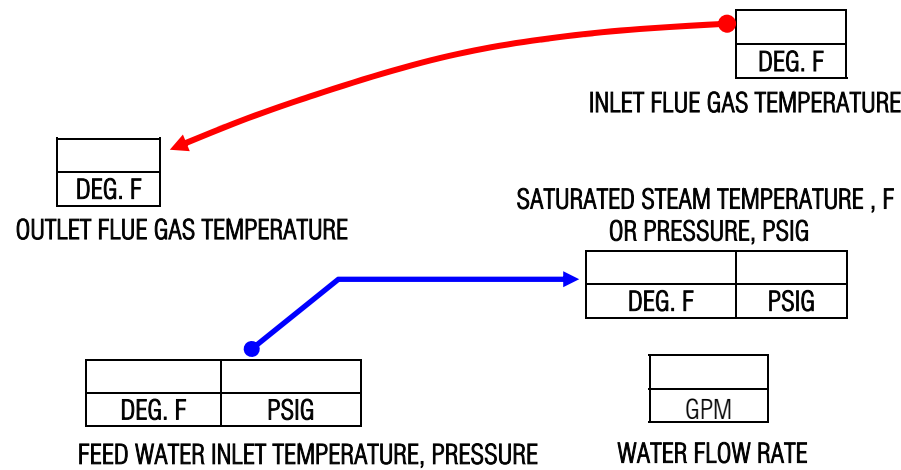 DEG. F
INLET FLUE GAS TEMPERATURE
DEG. F
OUTLET FLUE GAS TEMPERATURE
SATURATED STEAM TEMPERATURE , F
OR PRESSURE, PSIG
DEG. F PSIG
DEG. F PSIG
FEED WATER INLET TEMPERATURE, PRESSURE
GPM
WATER FLOW RATE